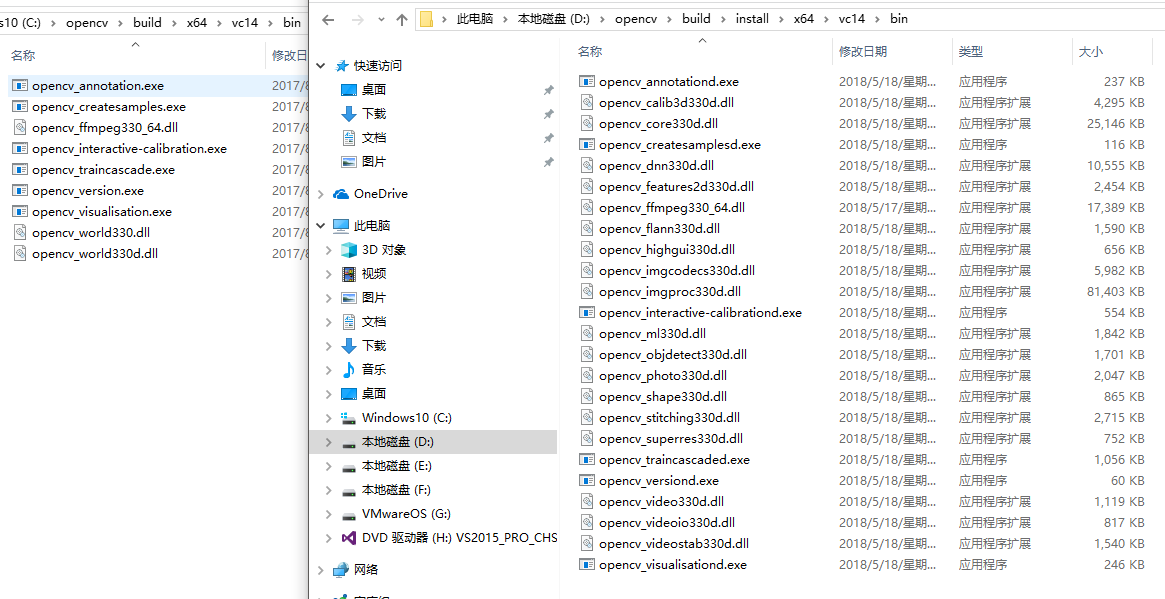 s10 (C:) › opencv › build › x64 › vc14 › bin
名称 修改日
opencv_annotation.exe 2017/8
opencv_createsamples.exe 2017/8
opencv_ffmpeg330_64.dll 2017/8
opencv_interactive-calibration.exe 2017/8
opencv_traincascade.exe 2017/8
opencv_version.exe 2017/8
opencv_visualisation.exe 2017/8
opencv_world330.dll 2017/8
opencv_world330d.dll 2017/8
此电脑 › 本地磁盘 (D:) › opencv › build › install › x64 › vc14 › bin
快速访问
桌面
下载
文档
图片
OneDrive
此电脑
3D 对象
视频
图片
文档
下载
音乐
桌面
Windows10 (C:)
本地磁盘 (D:)
本地磁盘 (E:)
本地磁盘 (F:)
VMwareOS (G:)
DVD 驱动器 (H:) VS2015_PRO_CHS
网络
名称 修改日期 类型 大小
opencv_annotationd.exe 2018/5/18/星期... 应用程序 237 KB
opencv_calib3d330d.dll 2018/5/18/星期... 应用程序扩展 4,295 KB
opencv_core330d.dll 2018/5/18/星期... 应用程序扩展 25,146 KB
opencv_createsamplesd.exe 2018/5/18/星期... 应用程序 116 KB
opencv_dnn330d.dll 2018/5/18/星期... 应用程序扩展 10,555 KB
opencv_features2d330d.dll 2018/5/18/星期... 应用程序扩展 2,454 KB
opencv_ffmpeg330_64.dll 2018/5/17/星期... 应用程序扩展 17,389 KB
opencv_flann330d.dll 2018/5/18/星期... 应用程序扩展 1,590 KB
opencv_highgui330d.dll 2018/5/18/星期... 应用程序扩展 656 KB
opencv_imgcodecs330d.dll 2018/5/18/星期... 应用程序扩展 5,982 KB
opencv_imgproc330d.dll 2018/5/18/星期... 应用程序扩展 81,403 KB
opencv_interactive-calibrationd.exe 2018/5/18/星期... 应用程序 554 KB
opencv_ml330d.dll 2018/5/18/星期... 应用程序扩展 1,842 KB
opencv_objdetect330d.dll 2018/5/18/星期... 应用程序扩展 1,701 KB
opencv_photo330d.dll 2018/5/18/星期... 应用程序扩展 2,047 KB
opencv_shape330d.dll 2018/5/18/星期... 应用程序扩展 865 KB
opencv_stitching330d.dll 2018/5/18/星期... 应用程序扩展 2,715 KB
opencv_superres330d.dll 2018/5/18/星期... 应用程序扩展 752 KB
opencv_traincascaded.exe 2018/5/18/星期... 应用程序 1,056 KB
opencv_versiond.exe 2018/5/18/星期... 应用程序 60 KB
opencv_video330d.dll 2018/5/18/星期... 应用程序扩展 1,119 KB
opencv_videoio330d.dll 2018/5/18/星期... 应用程序扩展 817 KB
opencv_videostab330d.dll 2018/5/18/星期... 应用程序扩展 1,540 KB
opencv_visualisationd.exe 2018/5/18/星期... 应用程序 246 KB